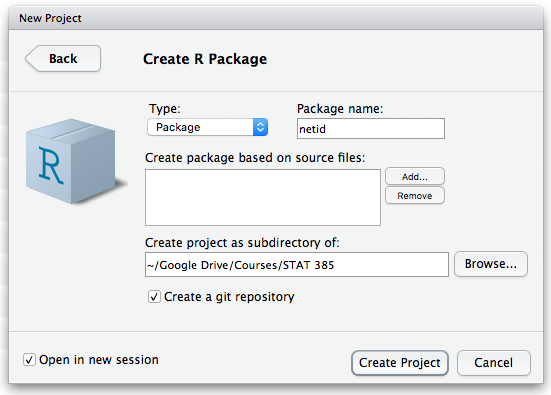 New Project
Back
Create R Package
Type:
Package name:
Package
netid
R
Create package based on source files:
Add...
Remove
Create project as subdirectory of:
~/Google Drive/Courses/STAT 385
Browse...
Create a git repository
Open in new session
Create Project
Cancel